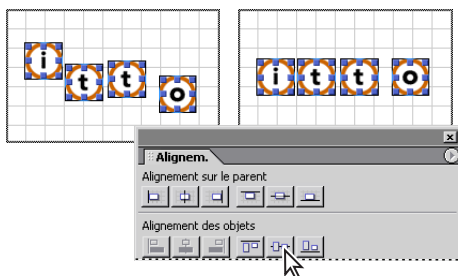 i t t o
i t t o
Alignem.
Alignement sur le parent
Alignement des objets